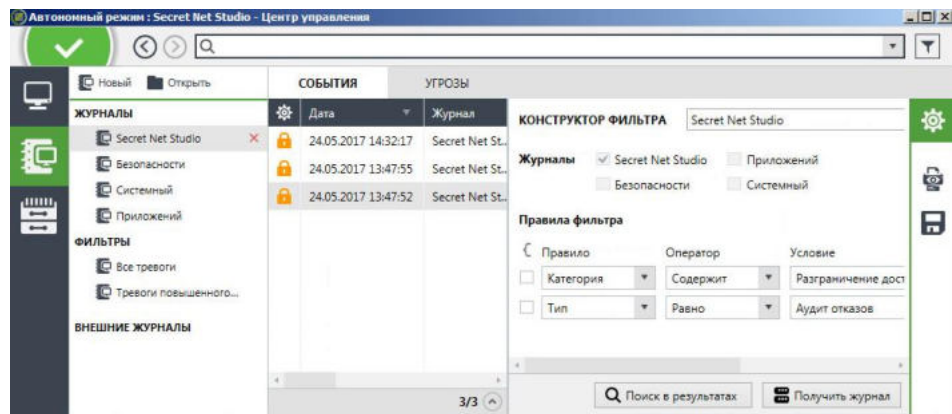 Автономный режим : Secret Net Studio - Центр управления
Новый Открыть
ЖУРНАЛЫ
Secret Net Studio
Безопасности
Системный
Приложений
ФИЛЬТРЫ
Все тревоги
Тревоги повышенного...
ВНЕШНИЕ ЖУРНАЛЫ
СОБЫТИЯ УГРОЗЫ
Дата Журнал
24.05.2017 14:32:17 Secret Net St...
24.05.2017 13:47:55 Secret Net St...
24.05.2017 13:47:52 Secret Net St...
3/3
КОНСТРУКТОР ФИЛЬТРА Secret Net Studio
Журналы Secret Net Studio Приложений
Безопасности Системный
Правила фильтра
Правило Оператор Условие
Категория Содержит Разграничение дост
Тип Равно Аудит отказов
Поиск в результатах Получить журнал